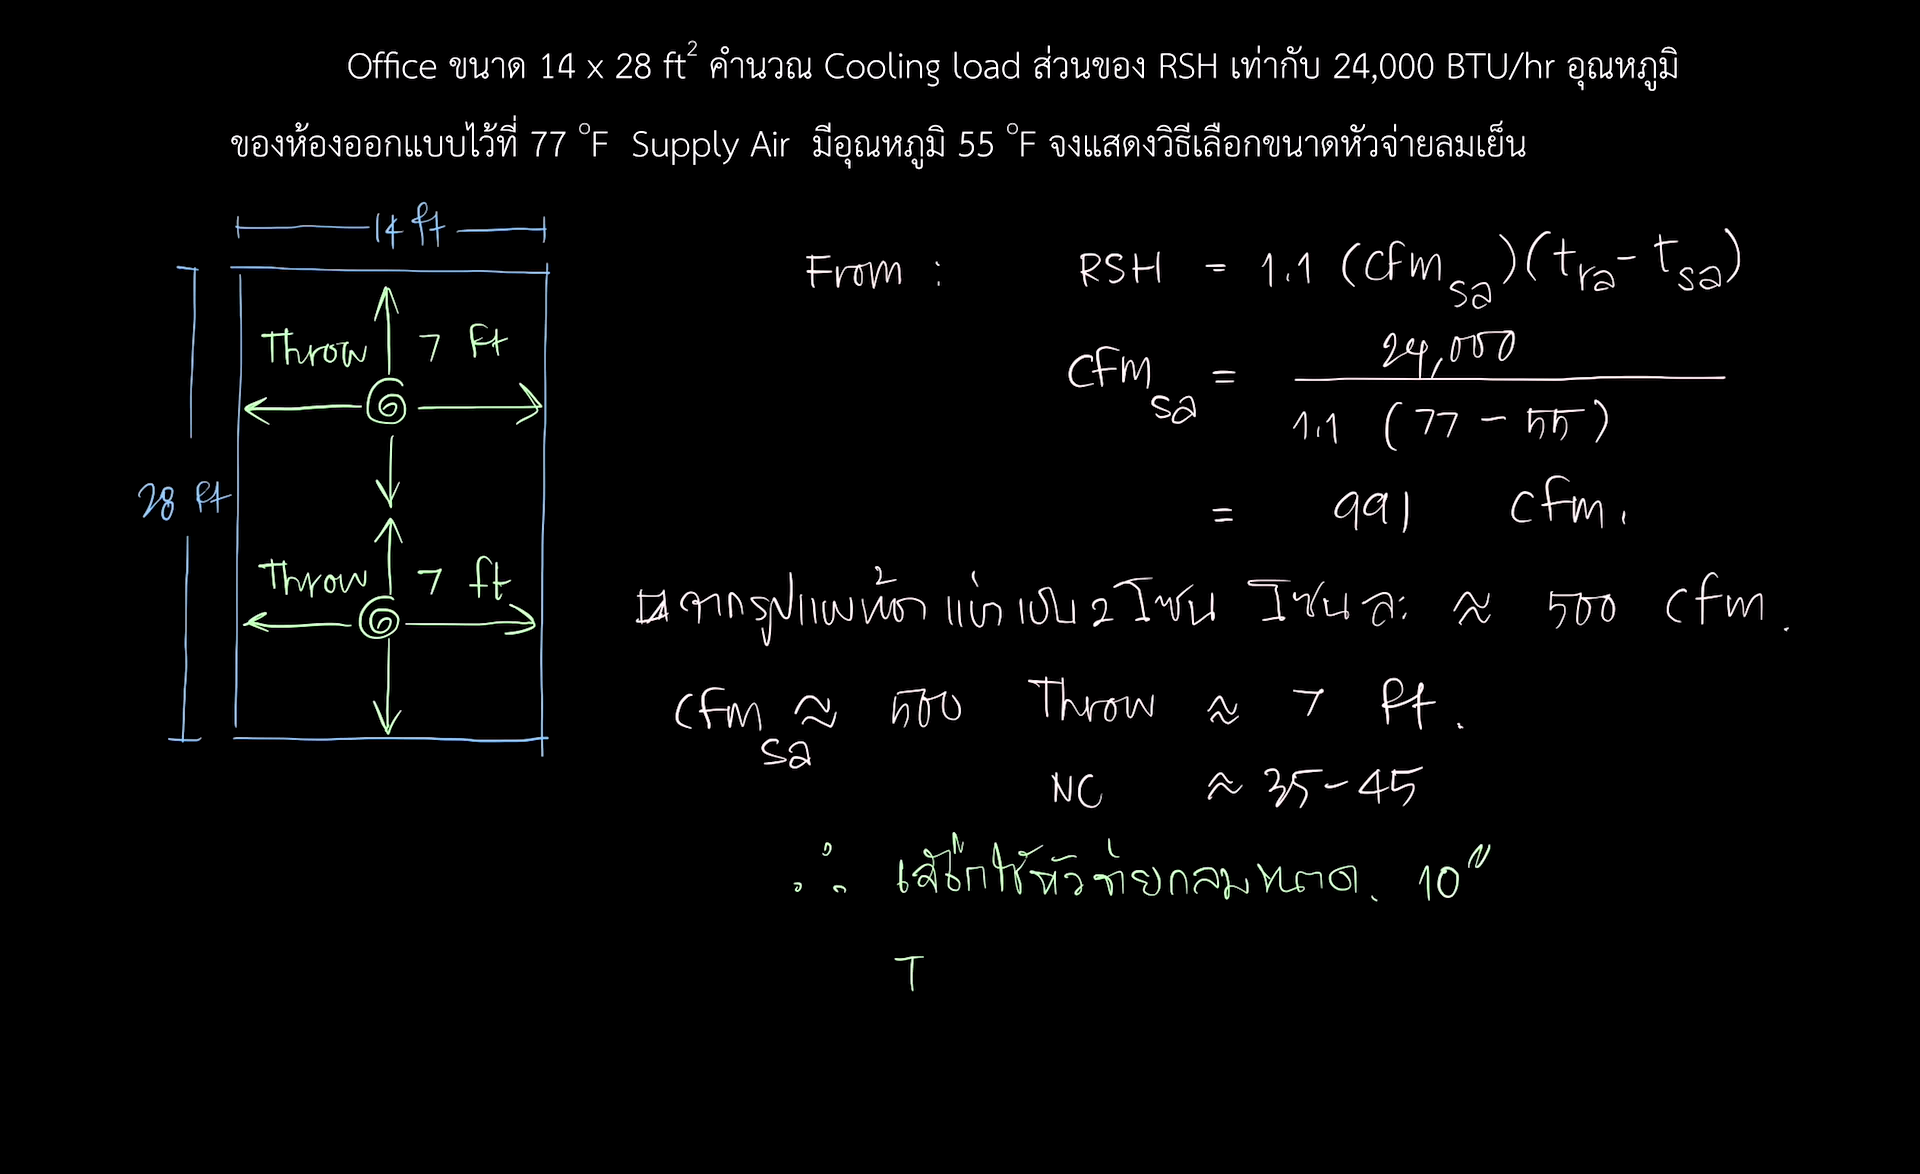 Office ขนาด 14 x 28 ft² คำนวณ Cooling load ส่วนของ RSH เท่ากับ 24,000 BTU/hr อุณหภูมิ
ของห้องออกแบบไว้ที่ 77 °F Supply Air มีอุณหภูมิ 55 °F จงแสดงวิธีเลือกขนาดหัวจ่ายลมเย็น
14 ft
28 ft
Throw 7 ft
Throw 7 ft
From : RSH = 1.1 (cfm sa)(t ra - t sa)
cfm sa = 24,000
1.1 (77 - 55)
= 991 cfm.
จากรูปแบ่งเป็น 2 โซน โซนละ ≈ 500 cfm.
cfm sa ≈ 500 Throw ≈ 7 ft.
NC ≈ 35-45
∴ เลือกใช้หัวจ่ายกลมขนาด. 10"
T